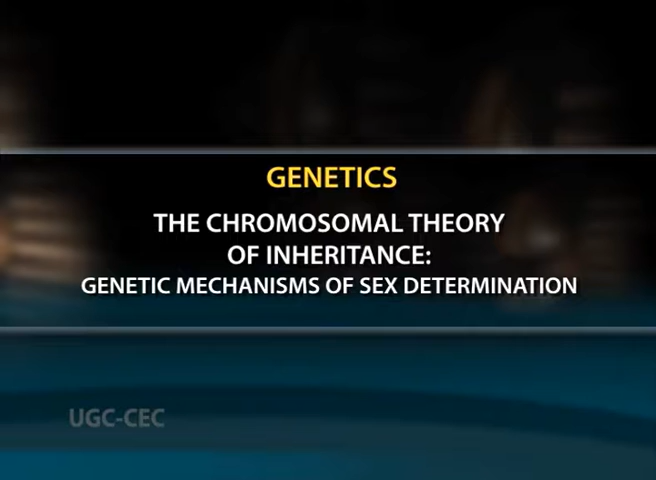 GENETICS
THE CHROMOSOMAL THEORY
OF INHERITANCE:
GENETIC MECHANISMS OF SEX DETERMINATION
UGC-CEC